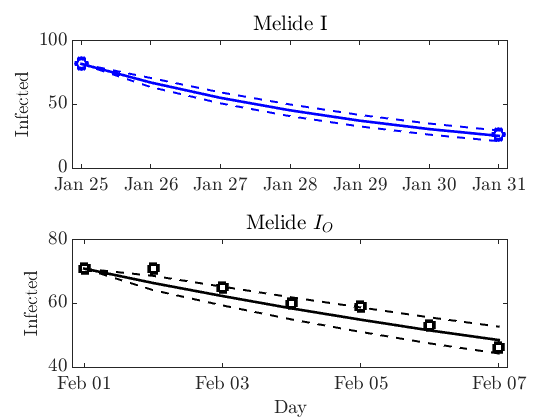 Melide I
Infected
100
50
0
Jan 25 Jan 26 Jan 27 Jan 28 Jan 29 Jan 30 Jan 31
Melide I_O
Infected
80
60
40
Feb 01 Feb 03 Feb 05 Feb 07
Day